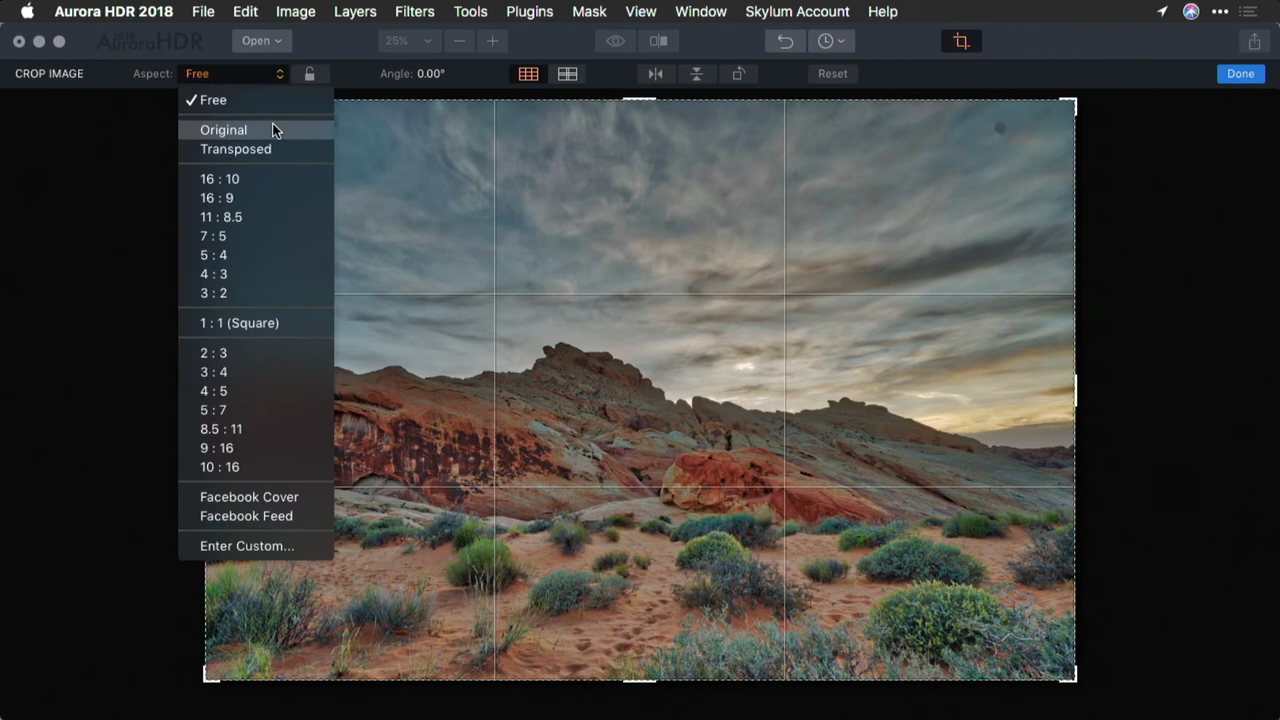 Aurora HDR 2018 File Edit Image Layers Filters Tools Plugins Mask View Window Skylum Account Help
2018 AuroraHDR Open 25%
CROP IMAGE Aspect: Free Angle: 0.00° Reset Done
Free
Original
Transposed
16 : 10
16 : 9
11 : 8.5
7 : 5
5 : 4
4 : 3
3 : 2
1 : 1 (Square)
2 : 3
3 : 4
4 : 5
5 : 7
8.5 : 11
9 : 16
10 : 16
Facebook Cover
Facebook Feed
Enter Custom...